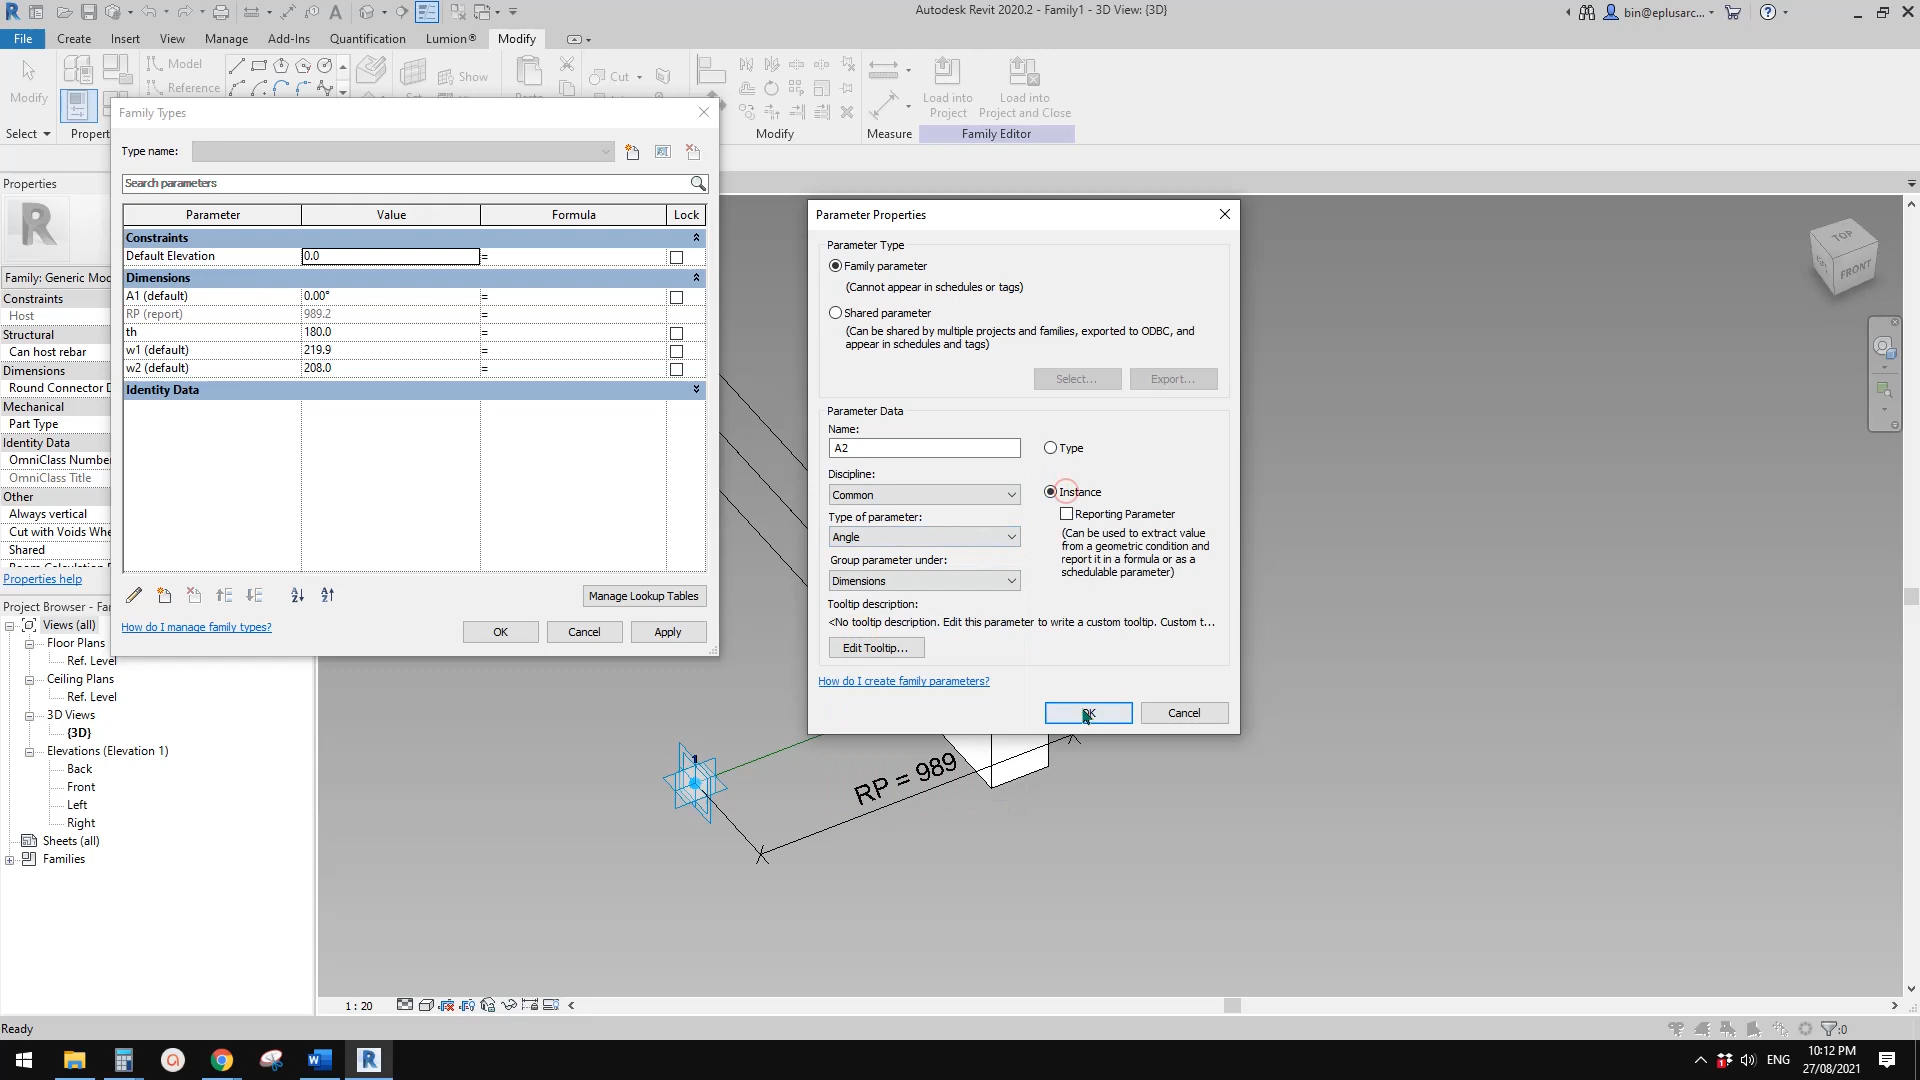 Autodesk Revit 2020.2 - Family1 - 3D View: {3D}
bin@eplusarc...
File
Create
Insert
View
Manage
Add-Ins
Quantification
Lumion®
Modify
Modify
Model
Reference
Show
Cut
Load into
Project
Load into
Project and Close
Select
Propert
Modify
Measure
Family Editor
Family Types
Type name:
Search parameters
Parameter
Value
Formula
Lock
Constraints
Default Elevation
0.0
=
Dimensions
A1 (default)
0.00°
=
RP (report)
989.2
=
th
180.0
=
w1 (default)
219.9
=
w2 (default)
208.0
=
Identity Data
Manage Lookup Tables
How do I manage family types?
OK
Cancel
Apply
Properties
Family: Generic Mod
Constraints
Host
Structural
Can host rebar
Dimensions
Round Connector D
Mechanical
Part Type
Identity Data
OmniClass Number
OmniClass Title
Other
Always vertical
Cut with Voids Whe
Shared
Properties help
Project Browser - Fa
Views (all)
Floor Plans
Ref. Level
Ceiling Plans
Ref. Level
3D Views
{3D}
Elevations (Elevation 1)
Back
Front
Left
Right
Sheets (all)
Families
Parameter Properties
Parameter Type
Family parameter
(Cannot appear in schedules or tags)
Shared parameter
(Can be shared by multiple projects and families, exported to ODBC, and
appear in schedules and tags)
Select...
Export...
Parameter Data
Name:
A2
Type
Discipline:
Common
Instance
Reporting Parameter
(Can be used to extract value
from a geometric condition and
report it in a formula or as a
schedulable parameter)
Type of parameter:
Angle
Group parameter under:
Dimensions
Tooltip description:
<No tooltip description. Edit this parameter to write a custom tooltip. Custom t...
Edit Tooltip...
How do I create family parameters?
OK
Cancel
TOP
FRONT
1
RP = 989
1 : 20
Ready
:0
ENG
10:12 PM
27/08/2021